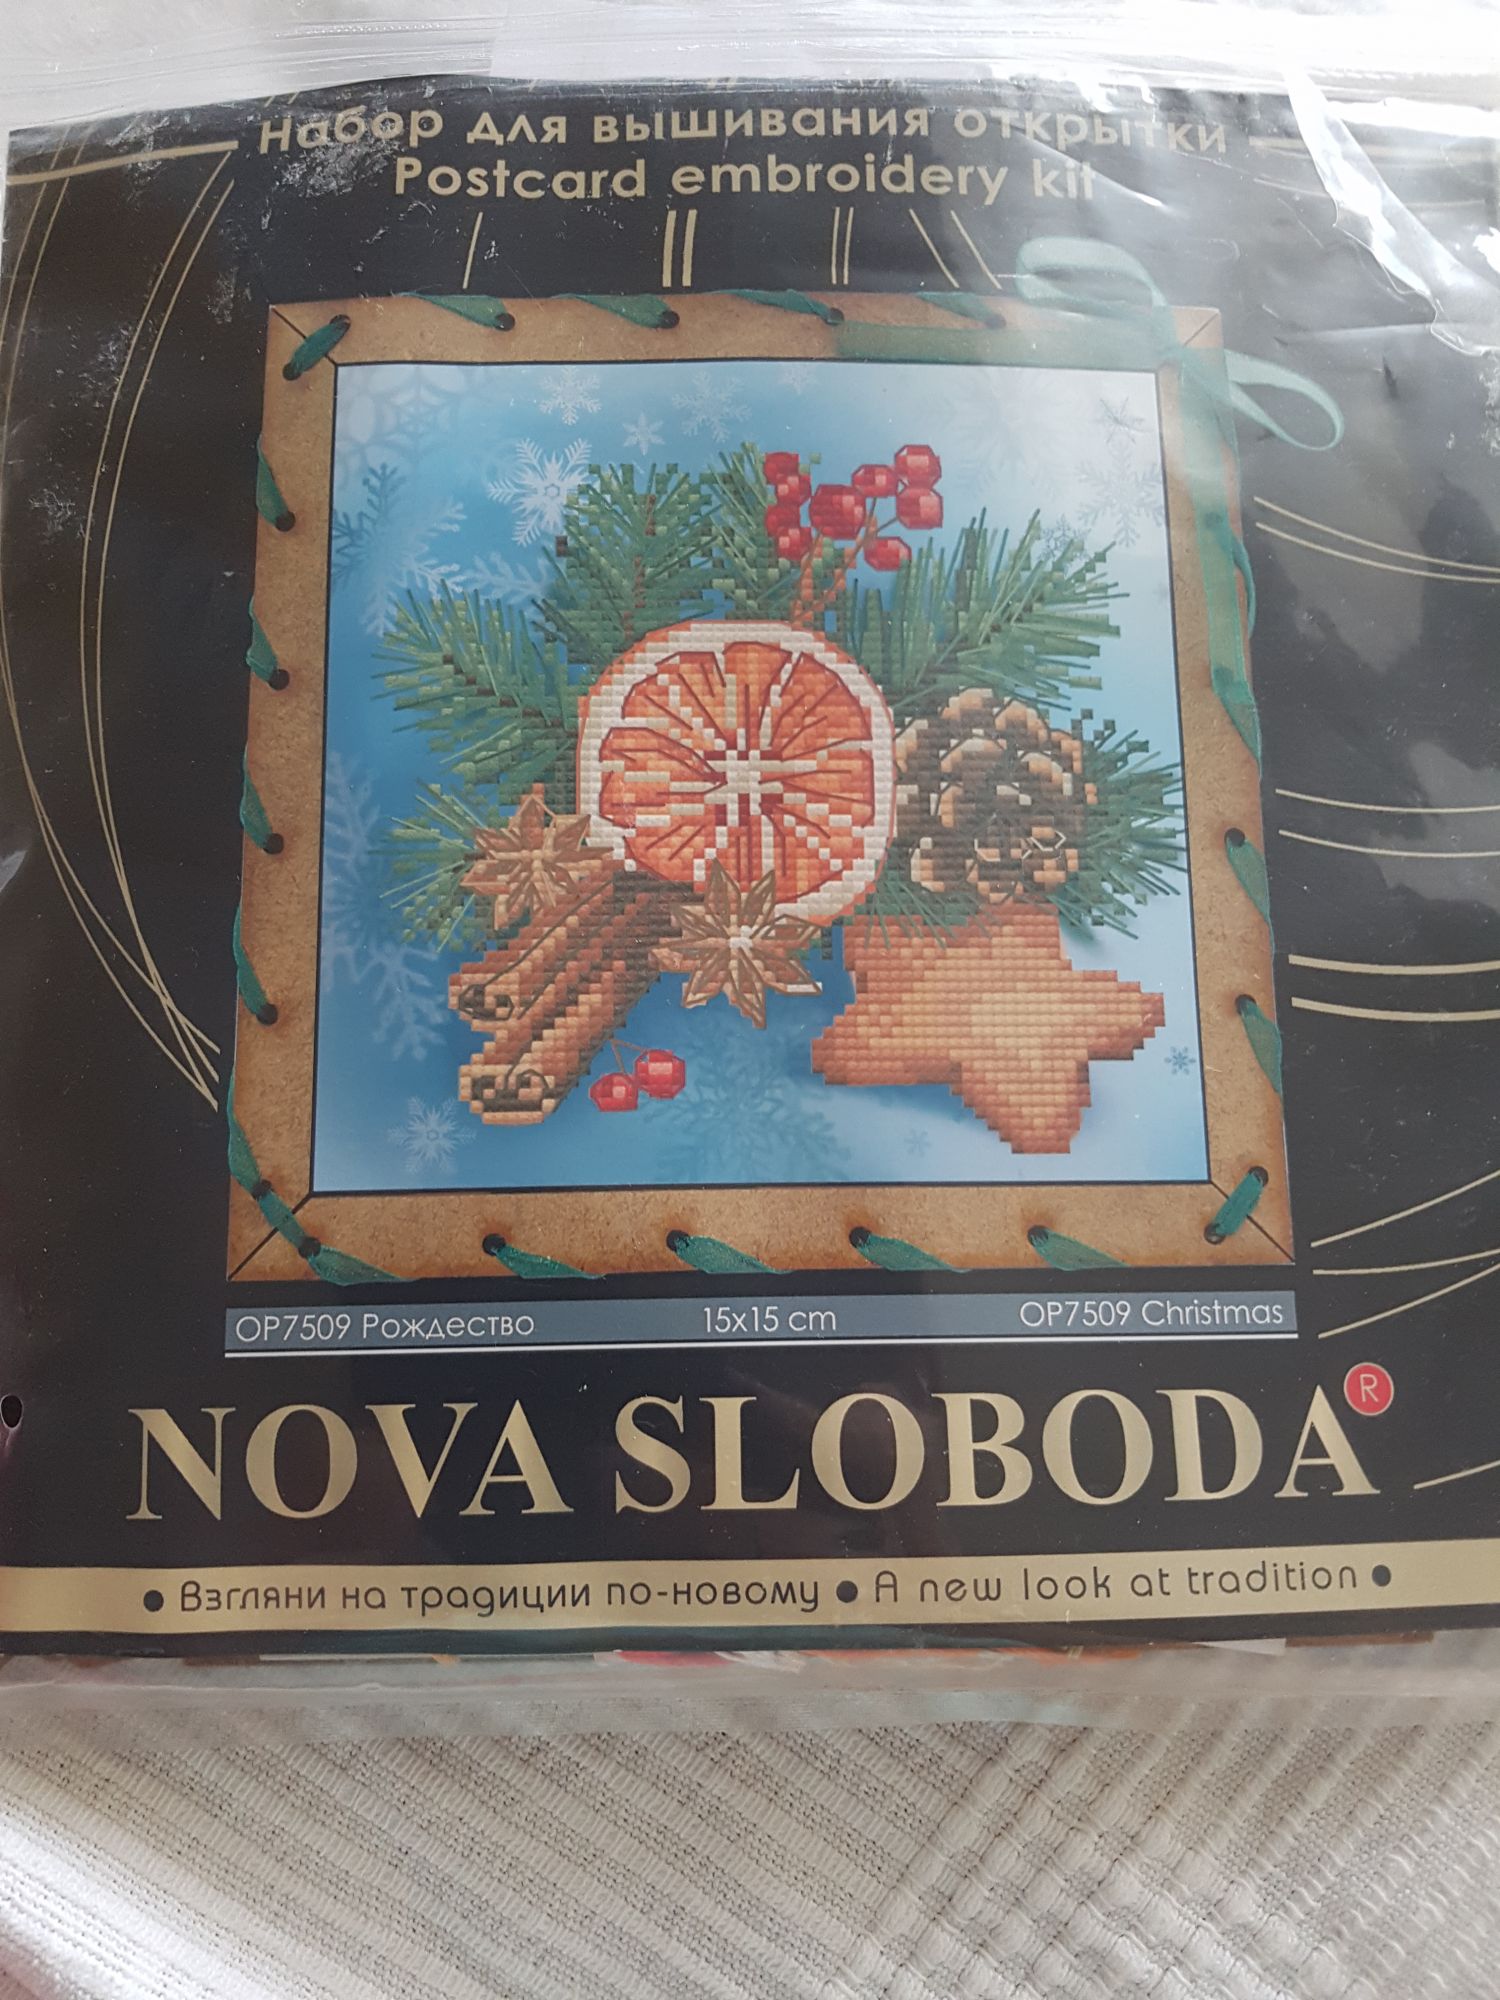 Набор для вышивания открытки
Postcard embroidery kit
OP7509 Рождество 15x15 cm OP7509 Christmas
NOVA SLOBODA®
• Взгляни на традиции по-новому • A new look at tradition •